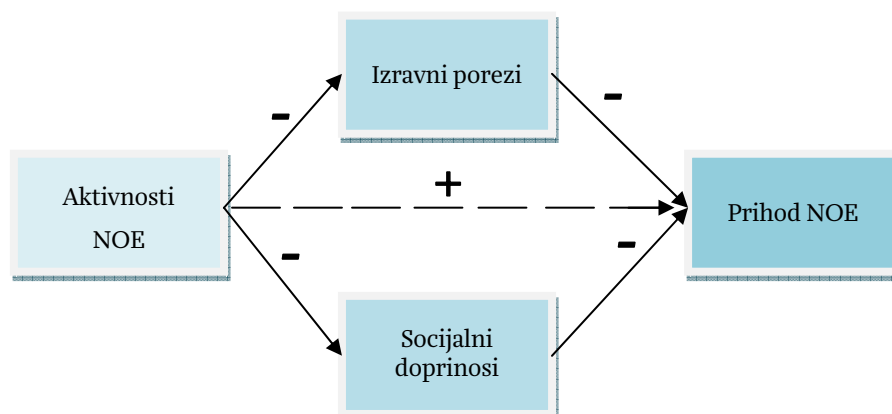 Izravni porezi
-
-
Aktivnosti
NOE
+
Prihod NOE
-
-
Socijalni
doprinosi